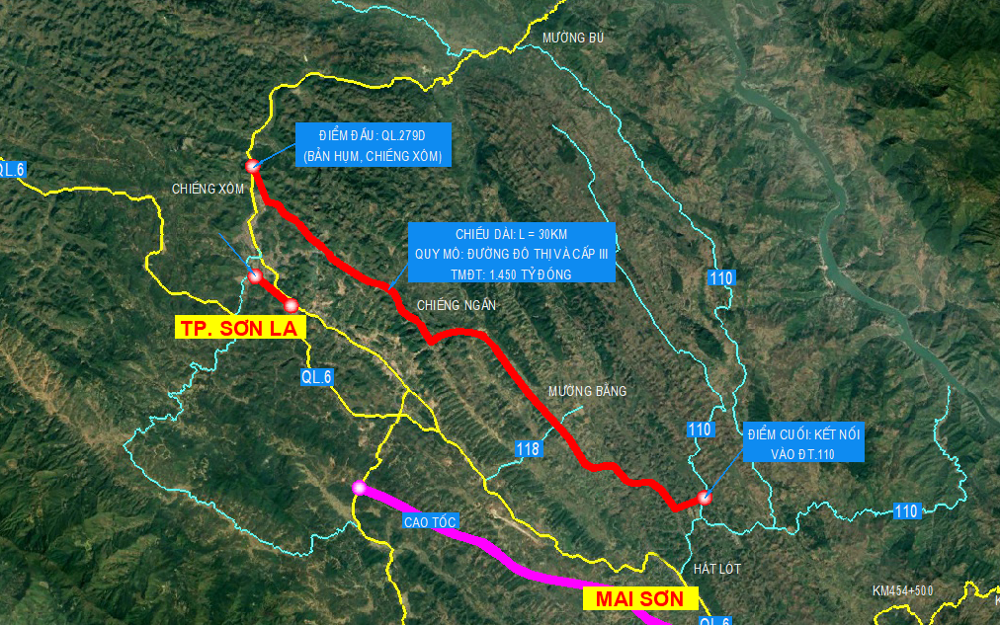 MƯỜNG BÚ
ĐIỂM ĐẦU: QL.279D
(BẢN HỤM, CHIỀNG XÔM)
QL.6
CHIỀNG XÔM
CHIỀU DÀI: L = 30KM
QUY MÔ: ĐƯỜNG ĐÔ THỊ VÀ CẤP III
TMĐT: 1.450 TỶ ĐỒNG
110
CHIỀNG NGẦN
TP. SƠN LA
QL.6
MƯỜNG BẰNG
110
ĐIỂM CUỐI: KẾT NỐI
VÀO ĐT.110
118
CAO TỐC
110
HÁT LÓT
MAI SƠN
KM454+500
QL.6